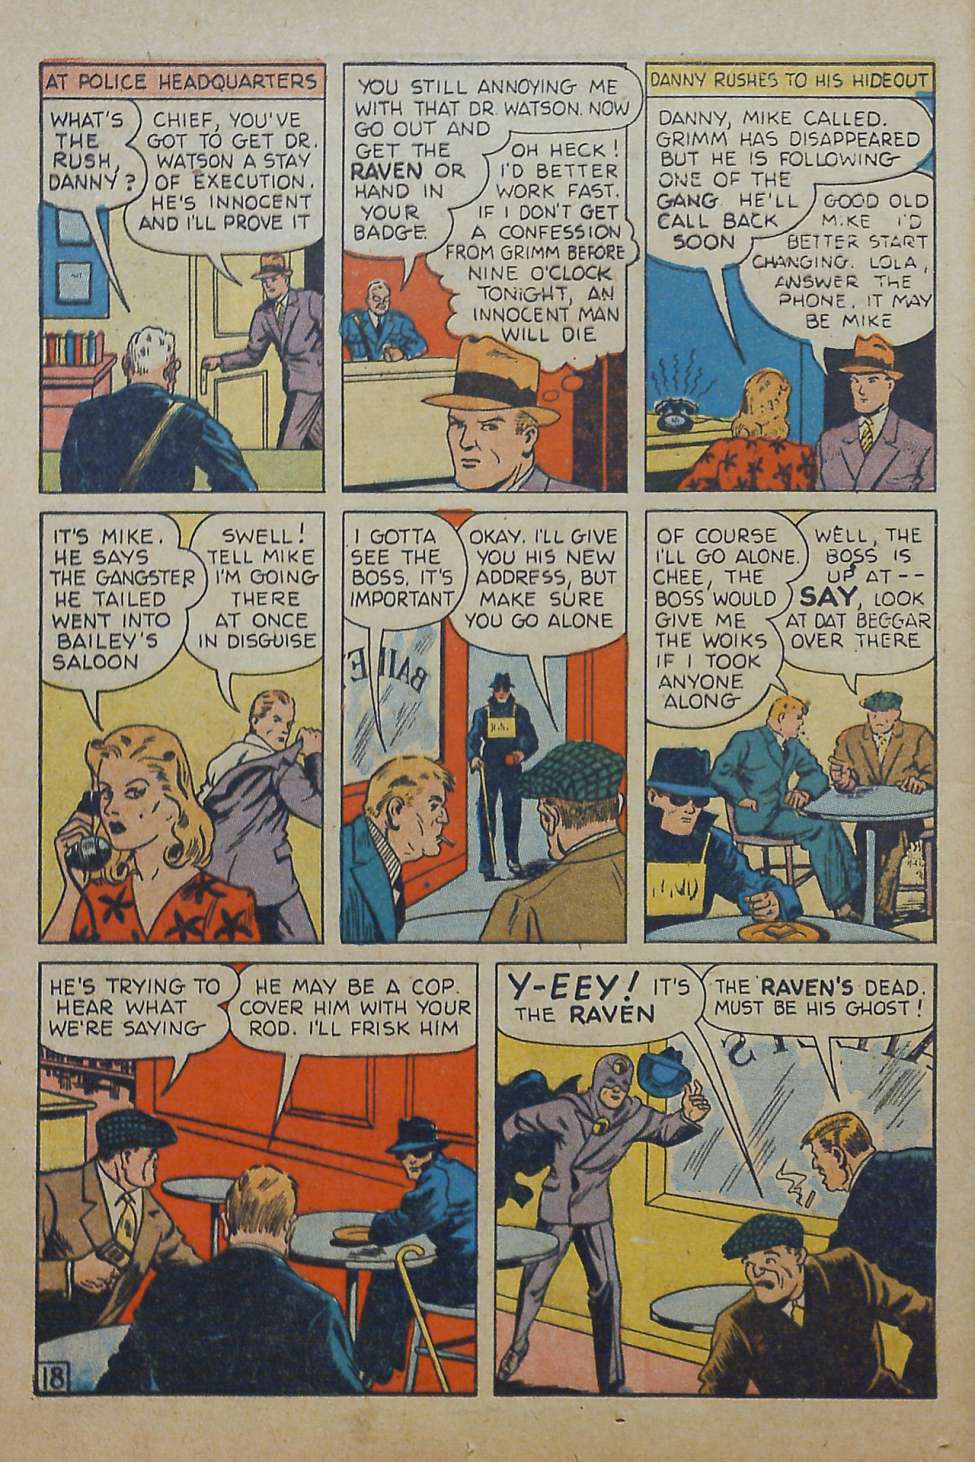 AT POLICE HEADQUARTERS
WHAT'S
THE
RUSH,
DANNY?
CHIEF, YOU'VE
GOT TO GET DR.
WATSON A STAY
OF EXECUTION.
HE'S INNOCENT
AND I'LL PROVE IT
YOU STILL ANNOYING ME
WITH THAT DR. WATSON. NOW
GO OUT AND
GET THE
RAVEN OR
HAND IN
YOUR
BADGE.
OH HECK!
I'D BETTER
WORK FAST.
IF I DON'T GET
A CONFESSION
FROM GRIMM BEFORE
NINE O'CLOCK
TONIGHT, AN
INNOCENT MAN
WILL DIE
DANNY RUSHES TO HIS HIDEOUT
DANNY, MIKE CALLED.
GRIMM HAS DISAPPEARED
BUT HE IS FOLLOWING
ONE OF THE
GANG. HE'LL
CALL BACK
SOON
GOOD OLD
MIKE I'D
BETTER START
CHANGING. LOLA,
ANSWER THE
PHONE. IT MAY
BE MIKE
IT'S MIKE.
HE SAYS
THE GANGSTER
HE TAILED
WENT INTO
BAILEY'S
SALOON
SWELL!
TELL MIKE
I'M GOING
THERE
AT ONCE
IN DISGUISE
I GOTTA
SEE THE
BOSS. IT'S
IMPORTANT
OKAY. I'LL GIVE
YOU HIS NEW
ADDRESS, BUT
MAKE SURE
YOU GO ALONE
BAILE
OF COURSE
I'LL GO ALONE.
CHEE, THE
BOSS WOULD
GIVE ME
THE WOIKS
IF I TOOK
ANYONE
ALONG
WELL, THE
BOSS IS
UP AT--
SAY, LOOK
AT DAT BEGGAR
OVER THERE
HE'S TRYING TO
HEAR WHAT
WE'RE SAYING
HE MAY BE A COP.
COVER HIM WITH YOUR
ROD. I'LL FRISK HIM
Y-EEY! IT'S
THE RAVEN
THE RAVEN'S DEAD.
MUST BE HIS GHOST!
18